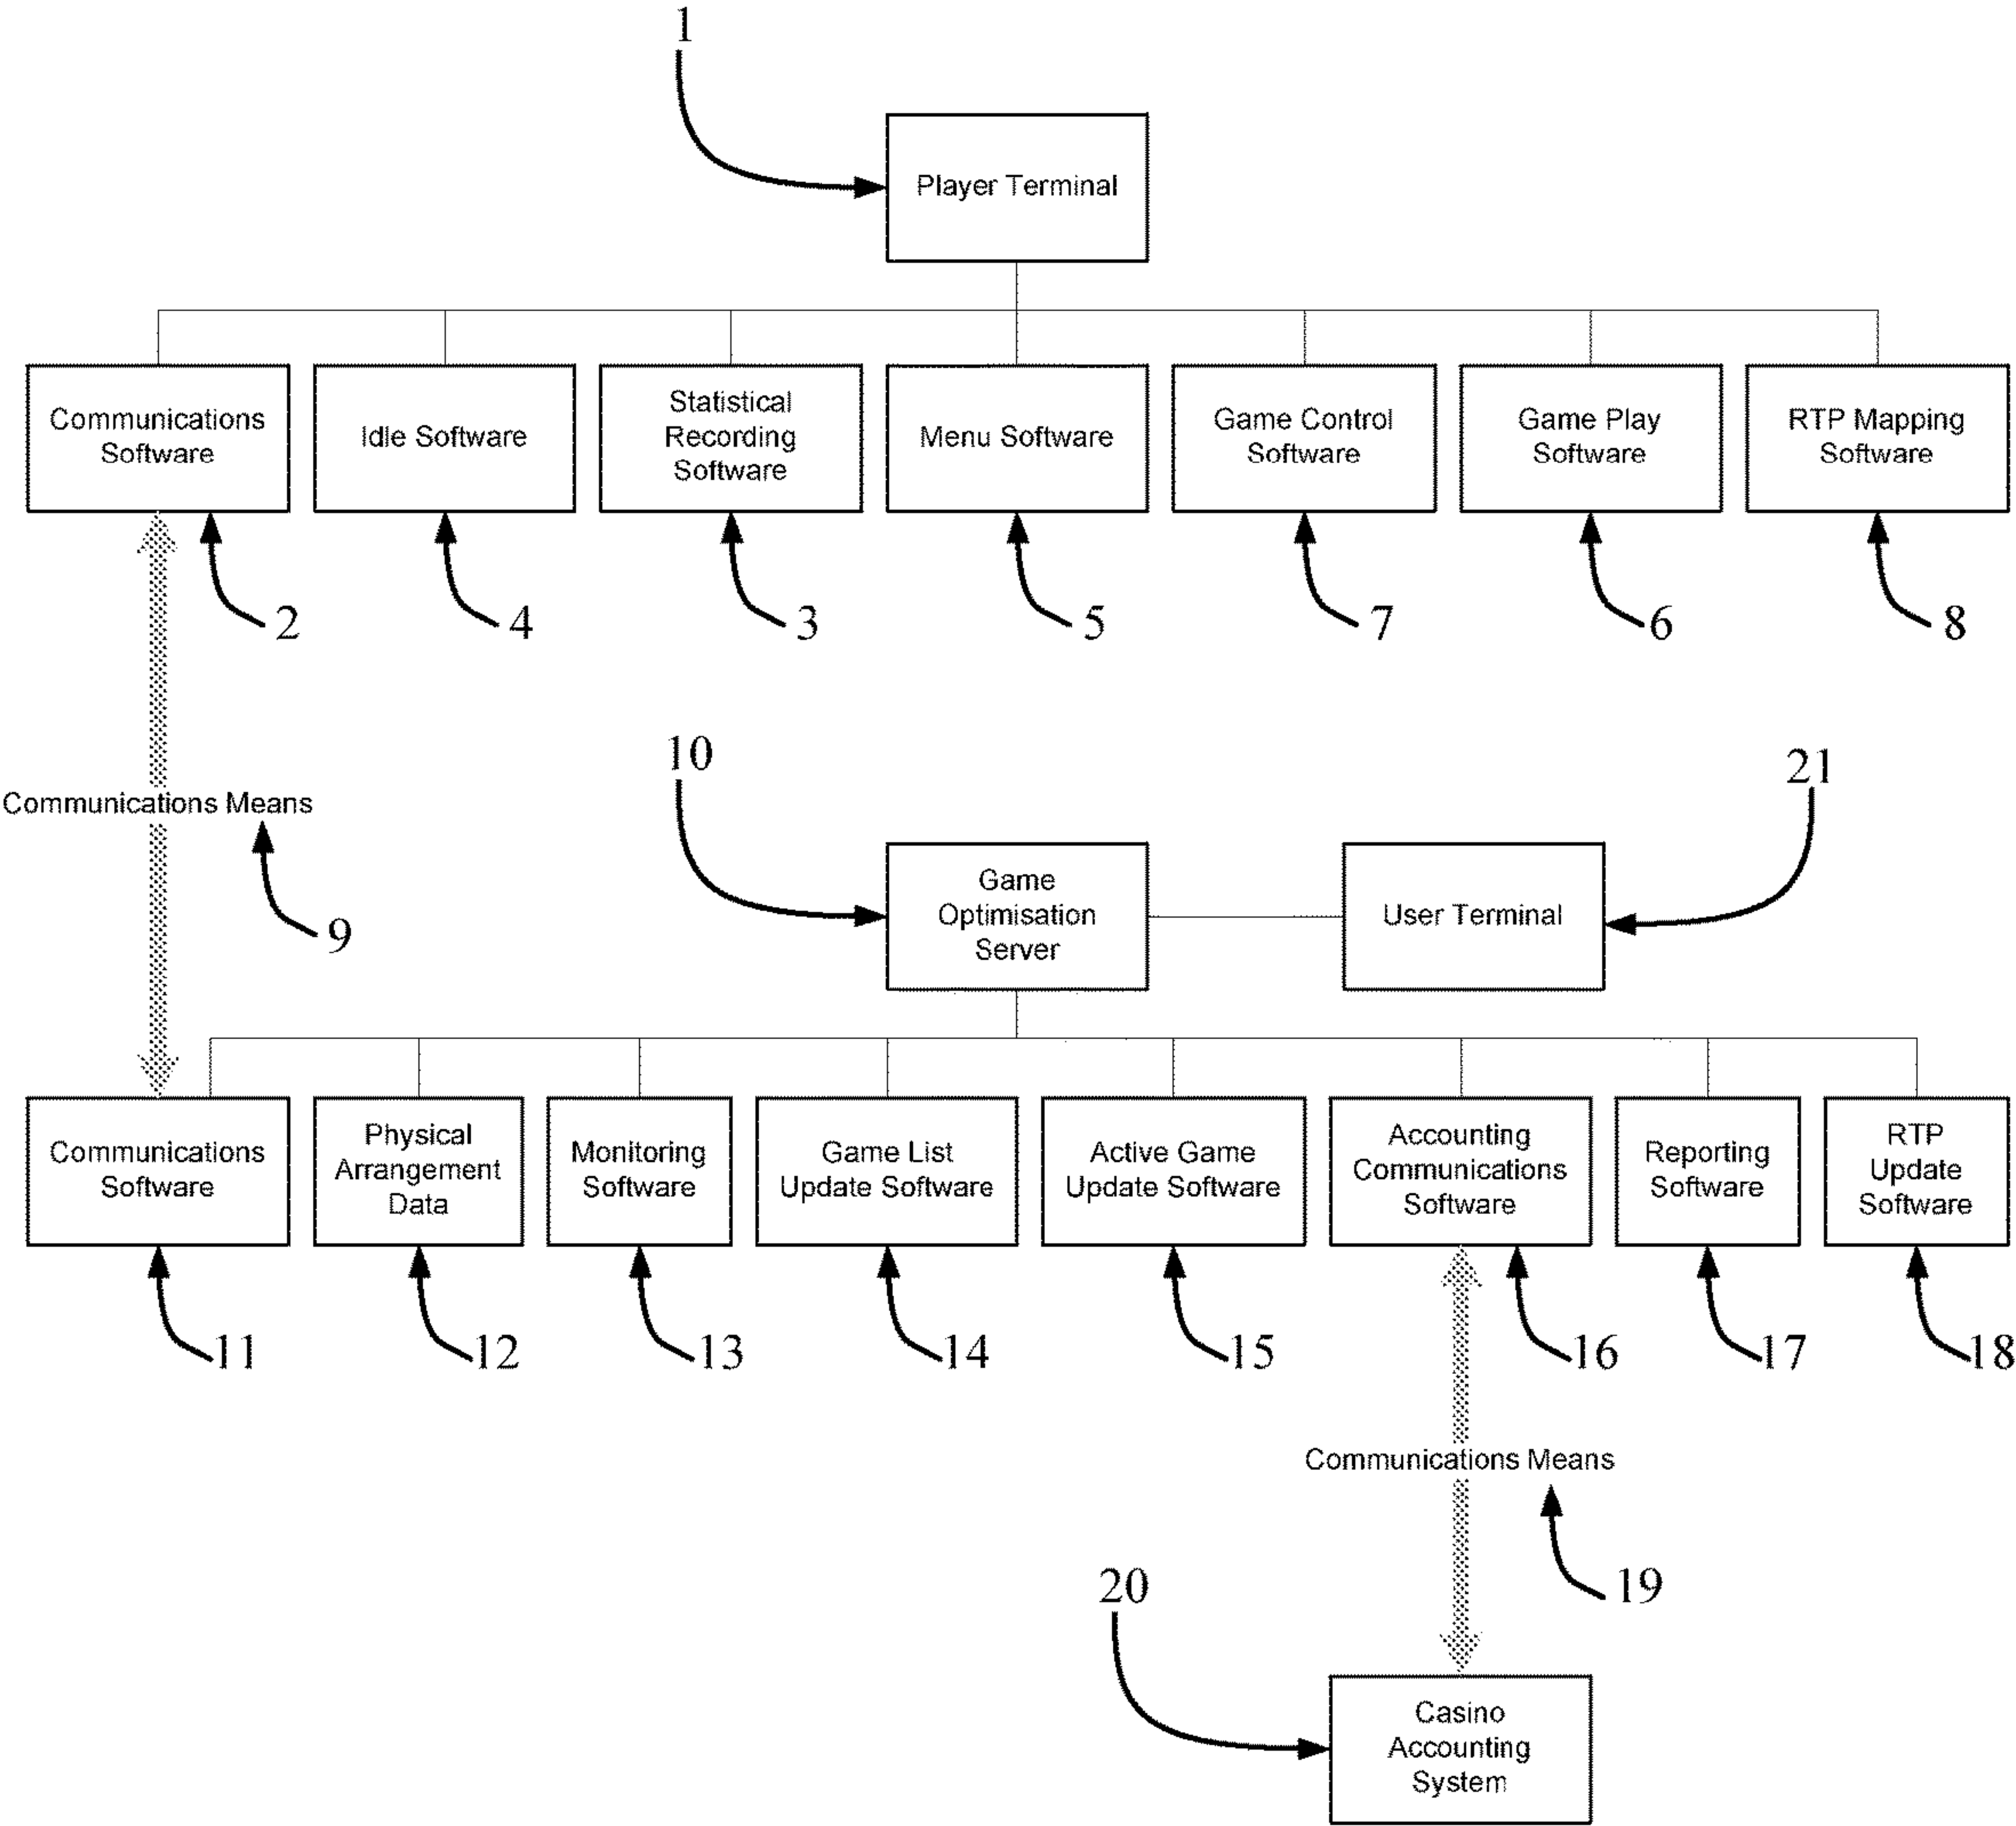 1
Player Terminal
Communications
Software
Idle Software
Statistical
Recording
Software
Menu Software
Game Control
Software
Game Play
Software
RTP Mapping
Software
2
4
3
5
7
6
8
Communications Means
9
10
21
Game
Optimisation
Server
User Terminal
Communications
Software
Physical
Arrangement
Data
Monitoring
Software
Game List
Update Software
Active Game
Update Software
Accounting
Communications
Software
Reporting
Software
RTP
Update
Software
11
12
13
14
15
16
17
18
Communications Means
19
20
Casino
Accounting
System